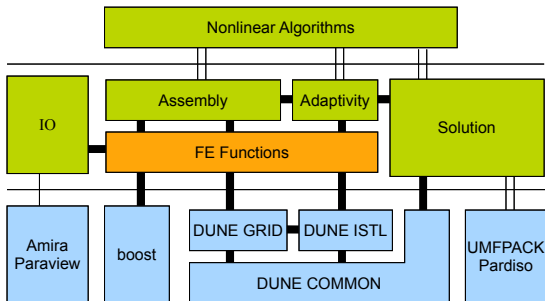 Nonlinear Algorithms
Assembly
Adaptivity
IO
Solution
FE Functions
Amira
Paraview
boost
DUNE GRID
DUNE ISTL
UMFPACK
Pardiso
DUNE COMMON